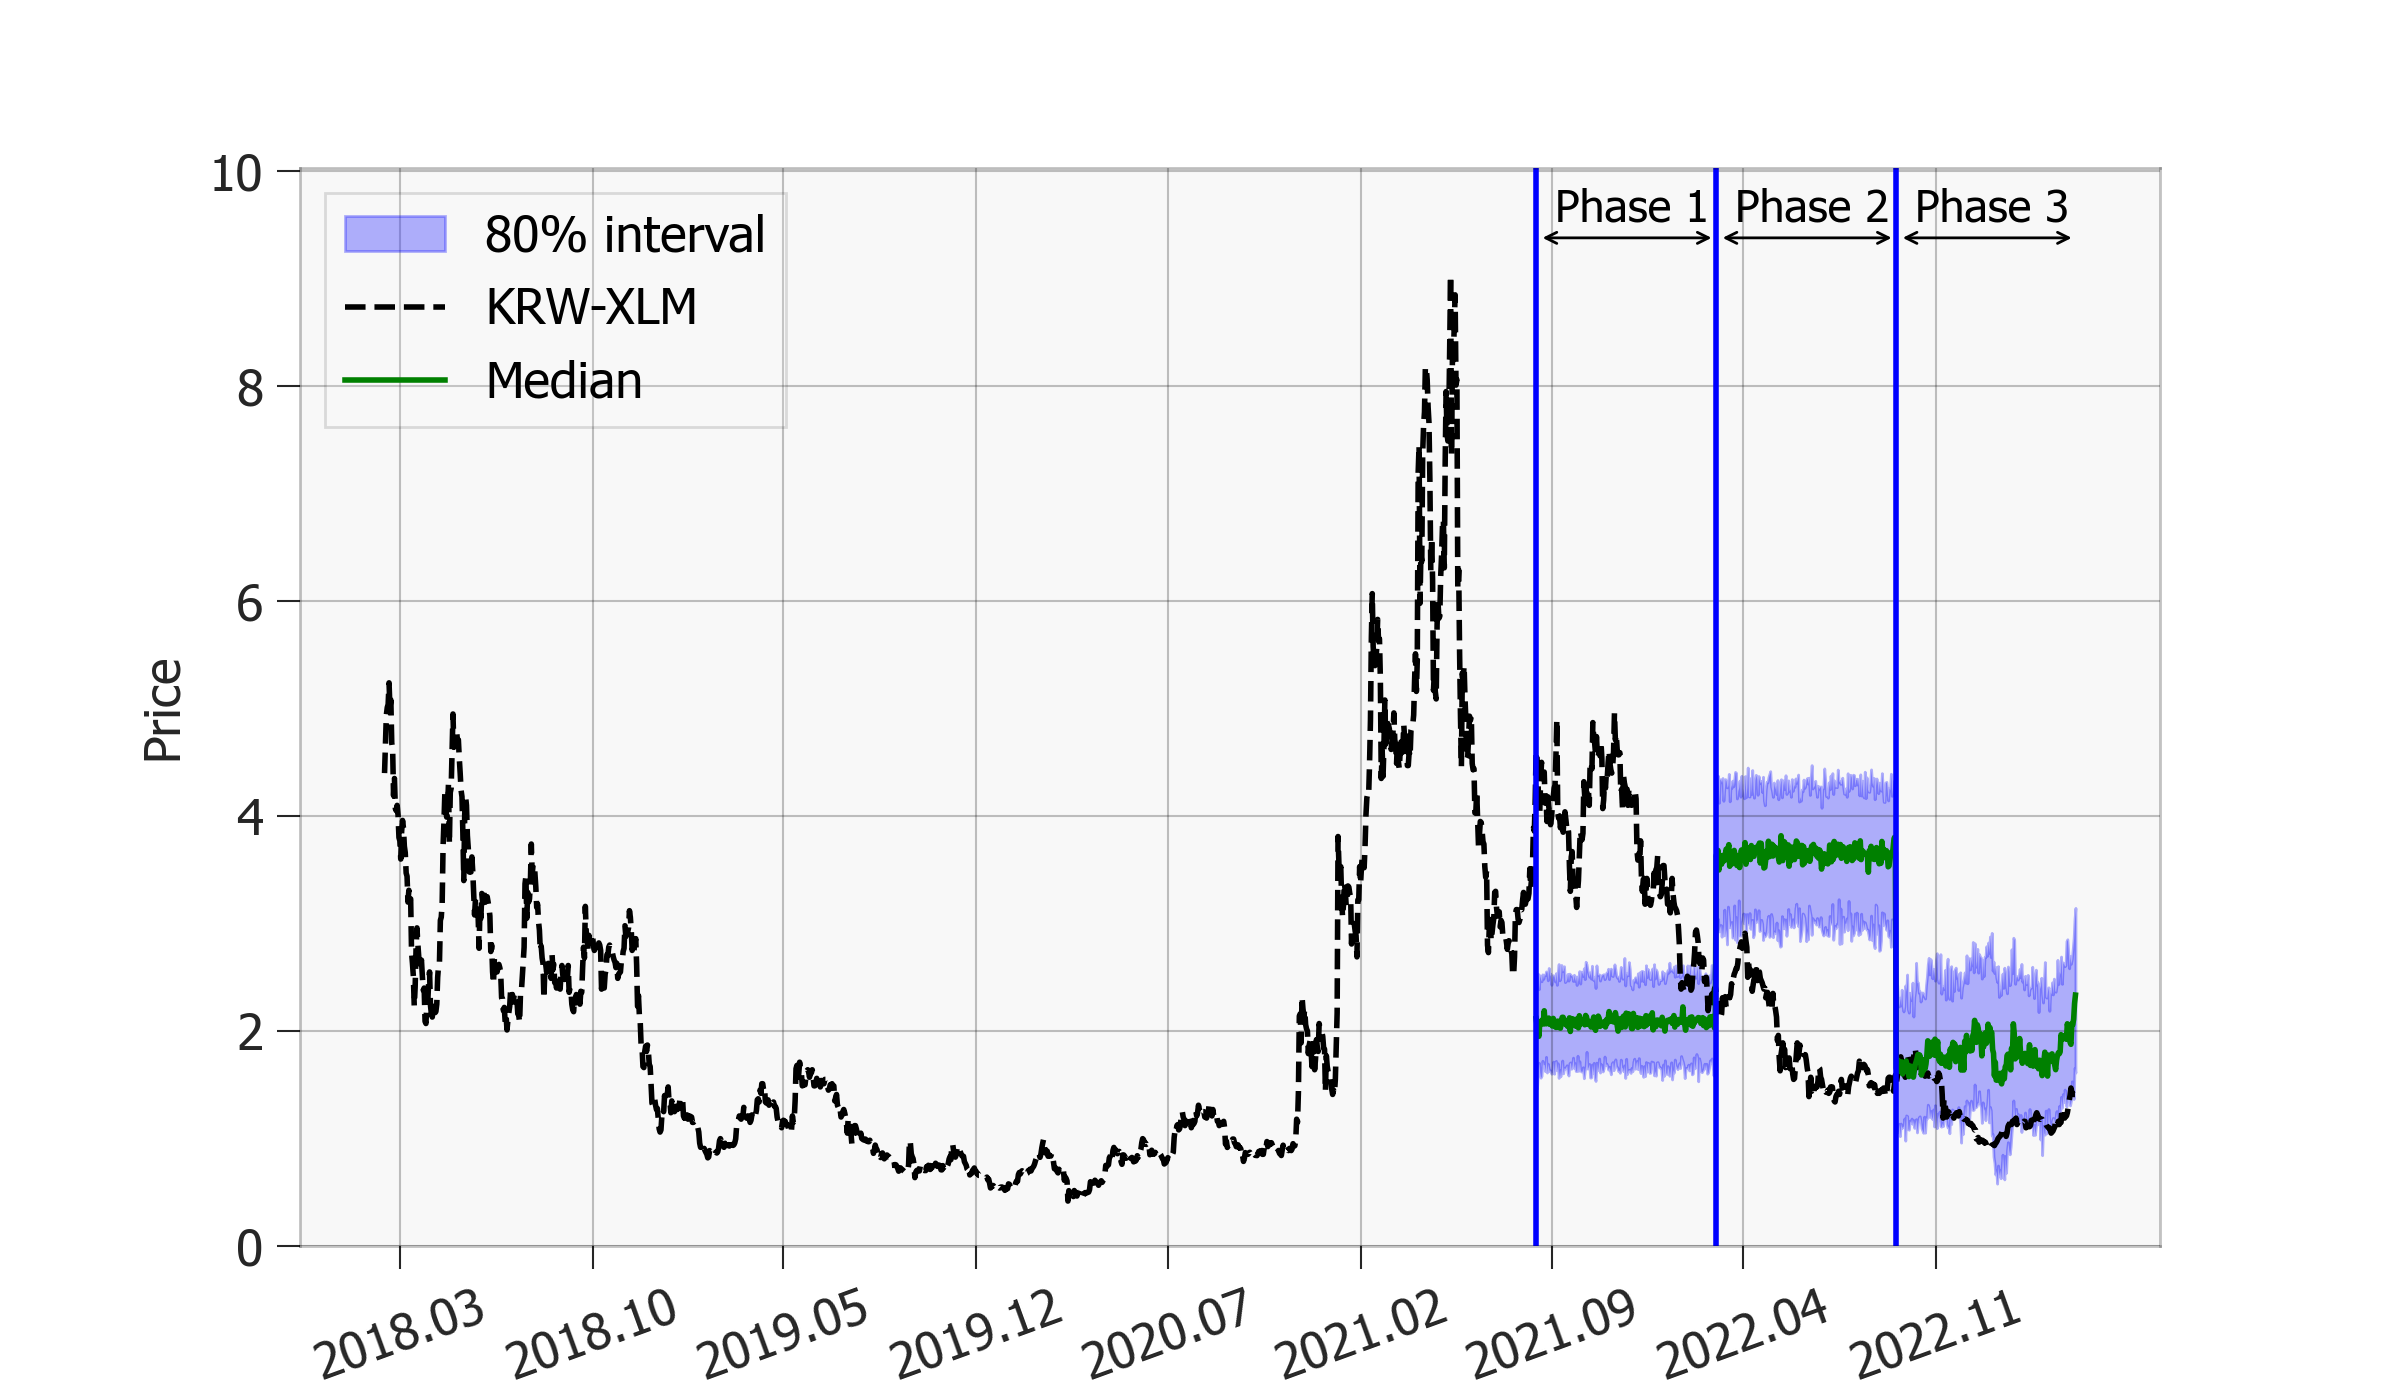 10
8
6
4
2
0
Price
80% interval
KRW-XLM
Median
Phase 1
Phase 2
Phase 3
2018.03
2018.10
2019.05
2019.12
2020.07
2021.02
2021.09
2022.04
2022.11